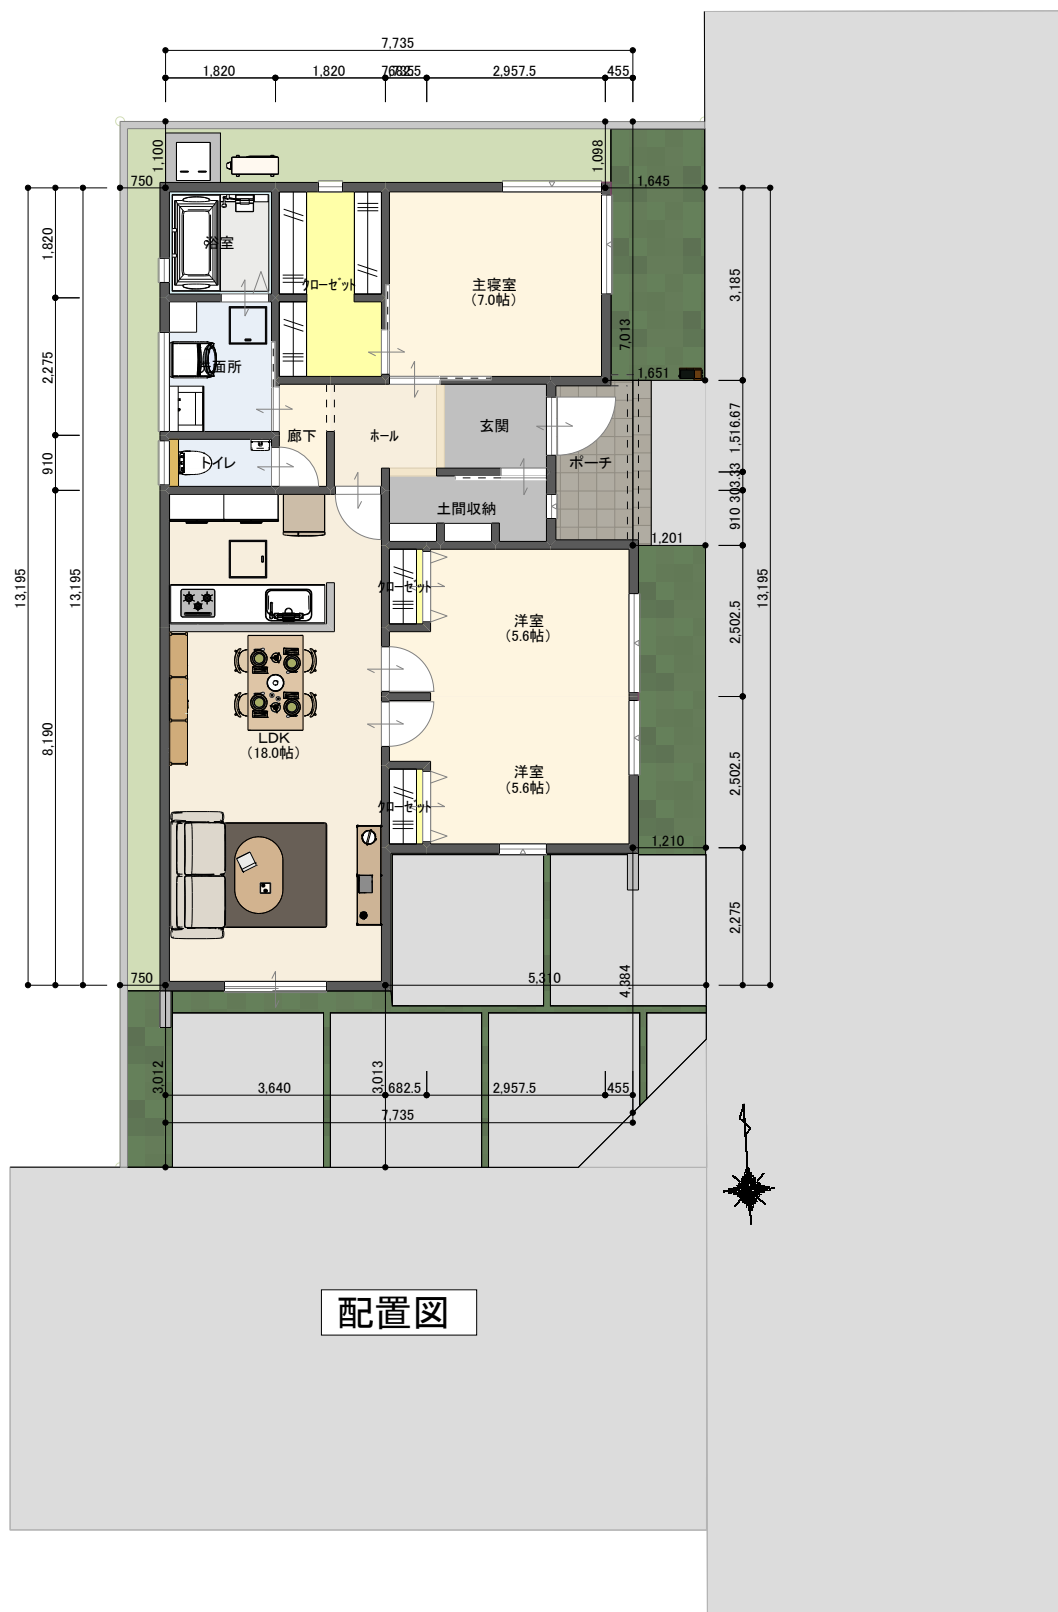 7,735
1,820
1,820
2,957.5
455
1,100
1,098
750
1,645
浴室
クローゼット
主寝室
(7.0帖)
1,820
3,185
7,013
1,651
2,275
洗面所
廊下
ホール
玄関
ポーチ
1,516.67
910
トイレ
303.33
土間収納
910
1,201
13,195
13,195
13,195
クローゼット
洋室
(5.6帖)
2,502.5
8,190
LDK
(18.0帖)
洋室
(5.6帖)
クローゼット
2,502.5
1,210
2,275
750
5,310
4,384
3,012
3,013
3,640
682.5
2,957.5
455
7,735
配置図